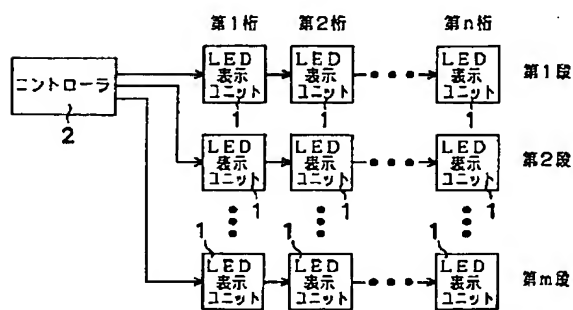 第1桁 第2桁 第n桁
コントローラ
2
LED
表示
ユニット
1
LED
表示
ユニット
1
LED
表示
ユニット
1
第1段
LED
表示
ユニット
1
LED
表示
ユニット
1
LED
表示
ユニット
1
第2段
1
LED
表示
ユニット
1
LED
表示
ユニット
1
LED
表示
ユニット
第m段